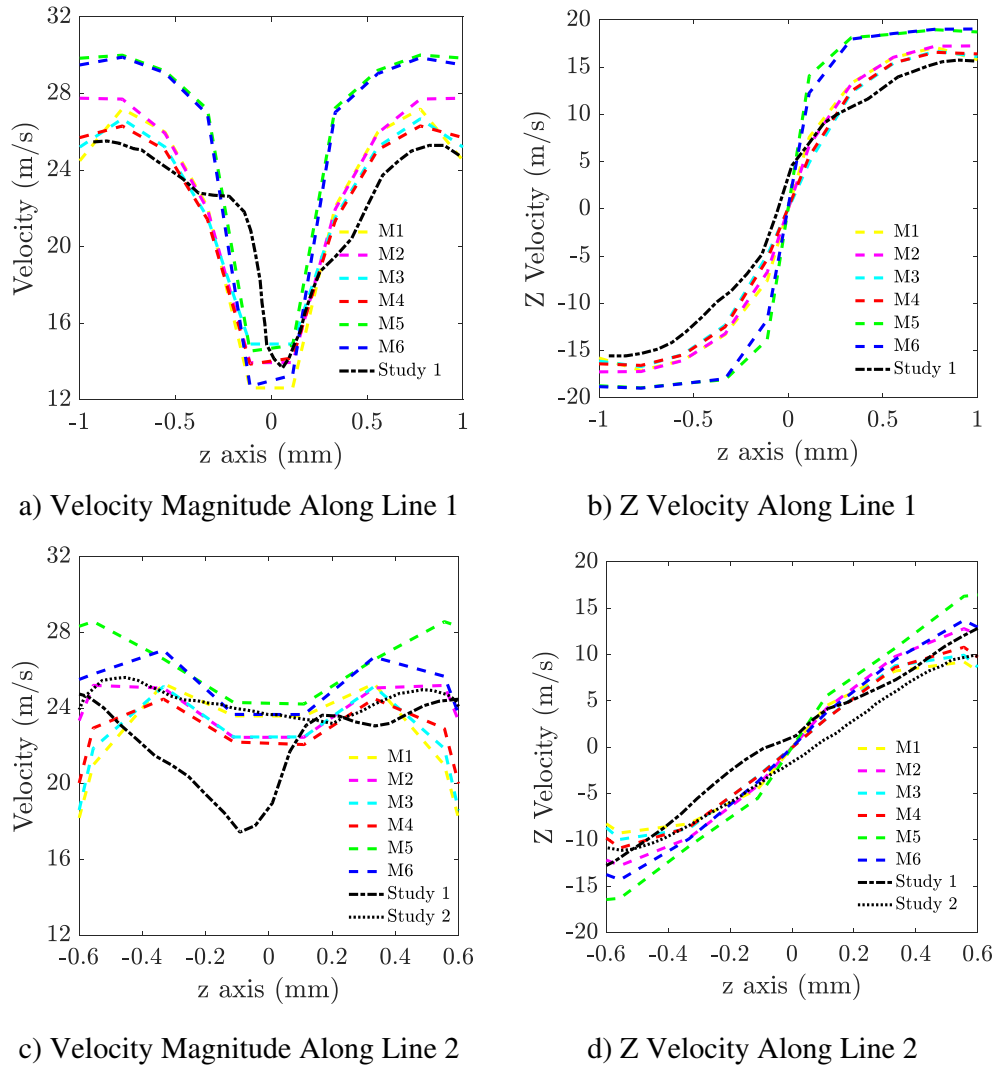 32
28
24
20
16
12
Velocity (m/s)
-1 -0.5 0 0.5 1
z axis (mm)
M1
M2
M3
M4
M5
M6
Study 1
a) Velocity Magnitude Along Line 1
20
15
10
5
0
-5
-10
-15
-20
Z Velocity (m/s)
-1 -0.5 0 0.5 1
z axis (mm)
M1
M2
M3
M4
M5
M6
Study 1
b) Z Velocity Along Line 1
32
28
24
20
16
12
Velocity (m/s)
-0.6 -0.4 -0.2 0 0.2 0.4 0.6
z axis (mm)
M1
M2
M3
M4
M5
M6
Study 1
Study 2
c) Velocity Magnitude Along Line 2
20
15
10
5
0
-5
-10
-15
-20
Z Velocity (m/s)
-0.6 -0.4 -0.2 0 0.2 0.4 0.6
z axis (mm)
M1
M2
M3
M4
M5
M6
Study 1
Study 2
d) Z Velocity Along Line 2